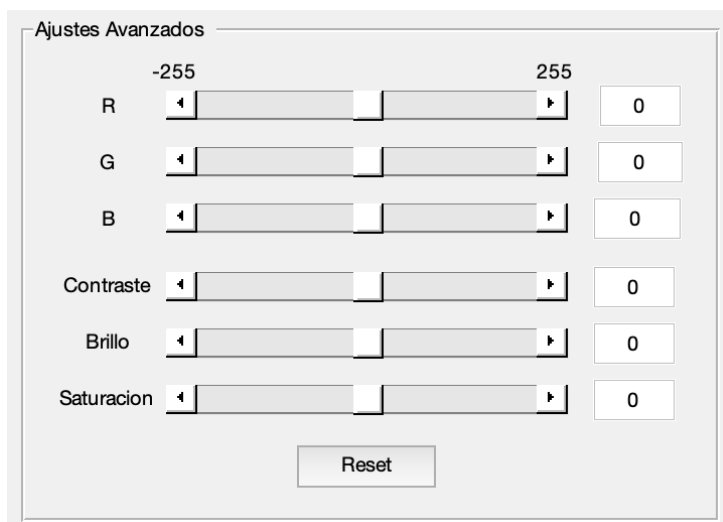 Ajustes Avanzados
-255 255
R 0
G 0
B 0
Contraste 0
Brillo 0
Saturacion 0
Reset